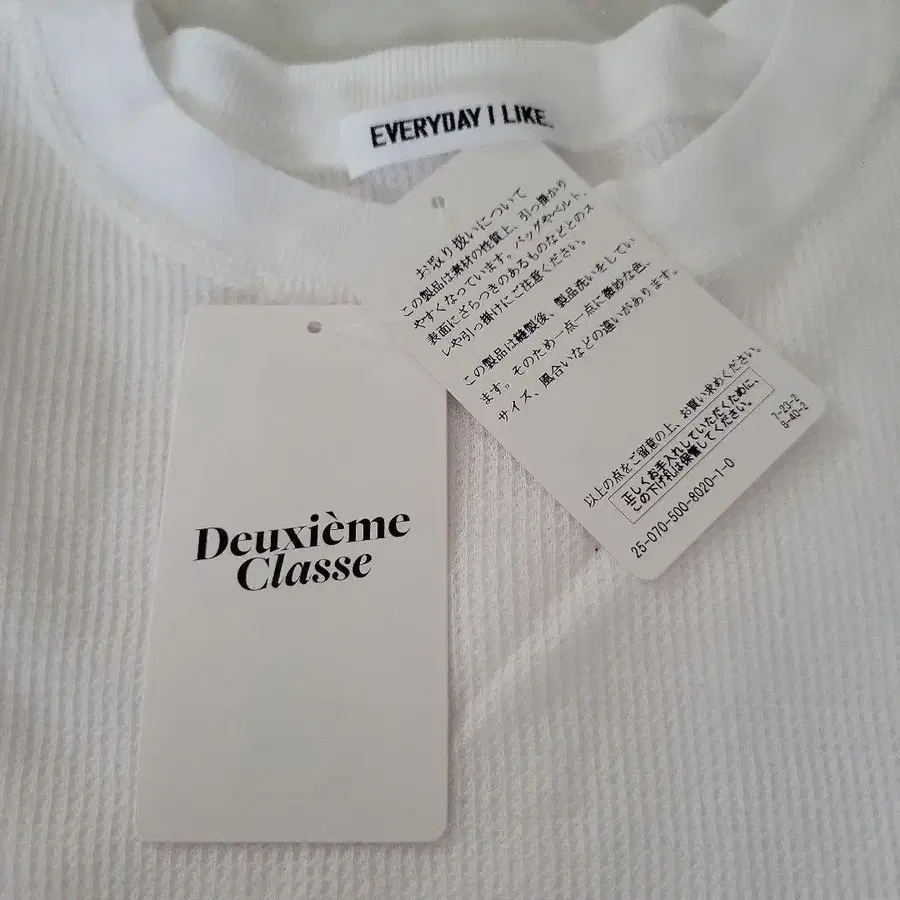 EVERYDAY I LIKE.
お取り扱いについて
この製品は素材の性質上、引っ掛かり
やすくなっています。バッグやベルト、
表面にざらつきのあるものなどとのス
レや引っ掛けにご注意ください。
この製品は縫製後、製品洗いをしてい
ます。そのため一点一点に微妙な色、
サイズ、風合いなどの違いがあります。
以上の点をご留意の上、お買い求めください。
正しくお手入れしていただくために、
この下げ札は保管してください。
7-23-2
8-40-2
25-070-500-8020-1-0
Deuxième
Classe